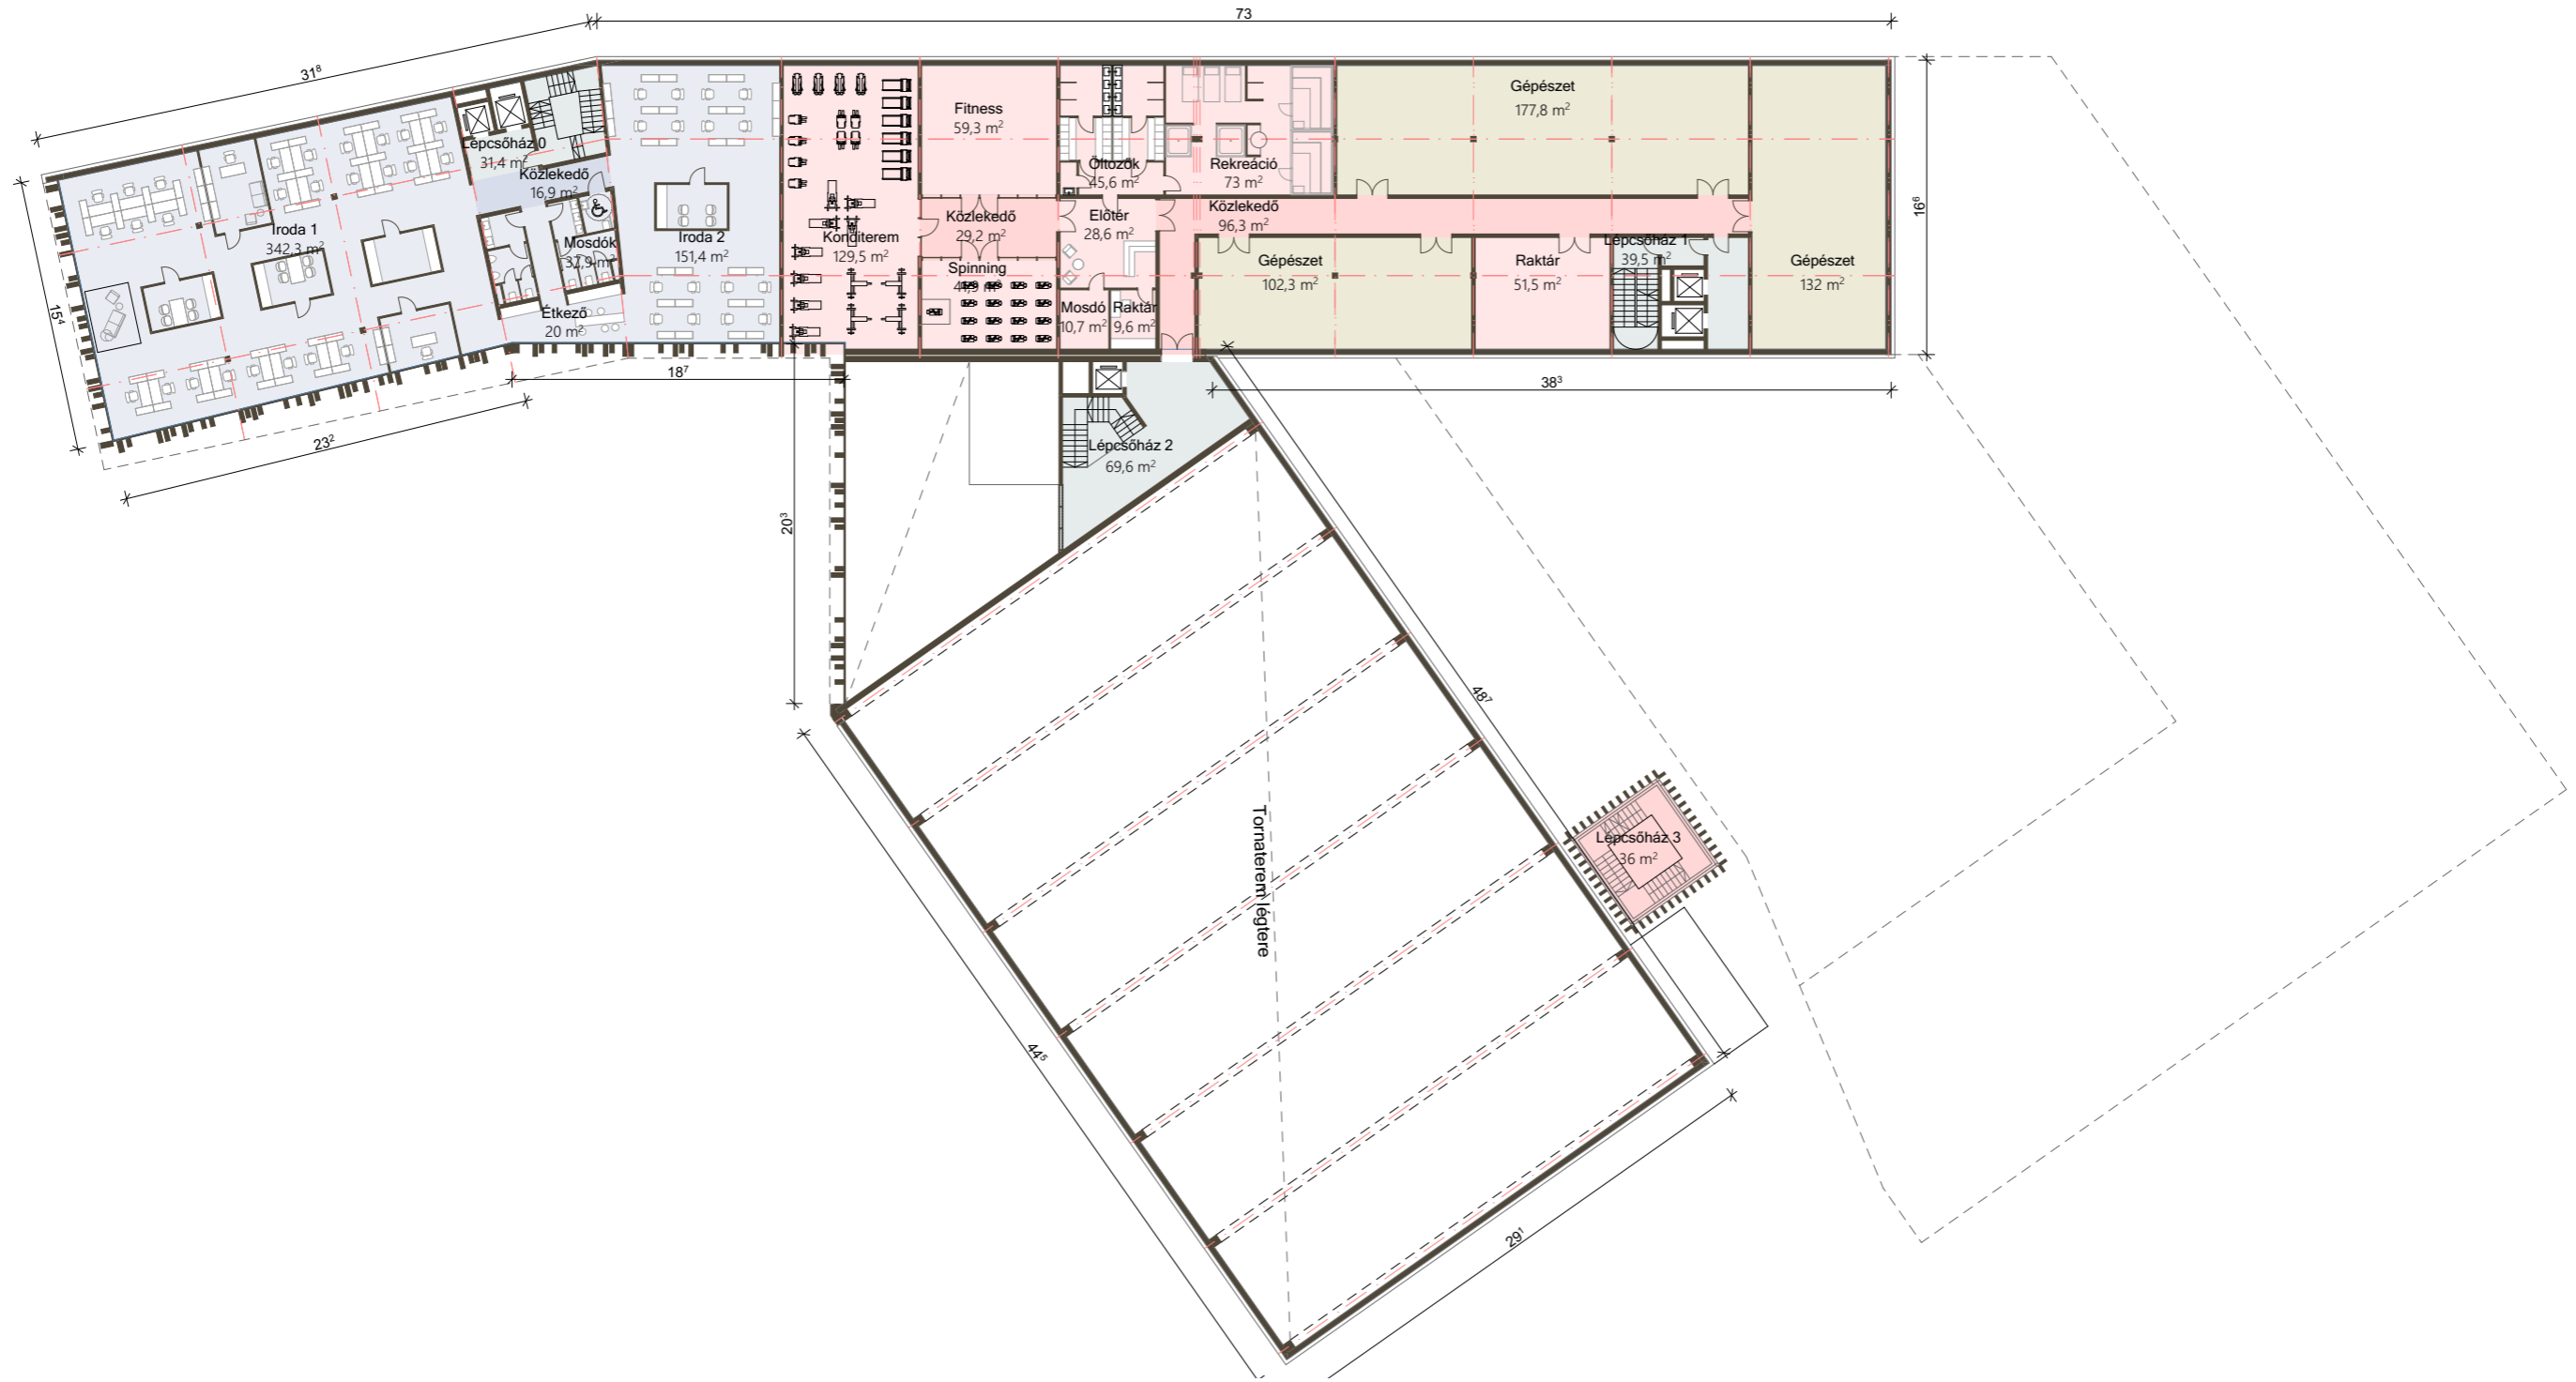 73
31⁸
Gépészet
177,8 m²
Fitness
59,3 m²
Lépcsőház 0
31,4 m²
Közlekedő
16,9 m²
Öltözők
45,6 m²
Rekreáció
73 m²
Iroda 1
342,3 m²
Mosdók
Iroda 2
151,4 m²
Konditerem
129,5 m²
Közlekedő
29,2 m²
Előtér
28,6 m²
Közlekedő
96,3 m²
16⁶
Lépcsőház 1
39,5 m²
Spinning
Gépészet
102,3 m²
Raktár
51,5 m²
Gépészet
132 m²
15⁴
Étkező
20 m²
Mosdó
10,7 m²
Raktár
9,6 m²
18⁷
38³
23²
Lépcsőház 2
69,6 m²
20³
48⁷
Tornaterem légtere
Lépcsőház 3
36 m²
44⁵
29¹